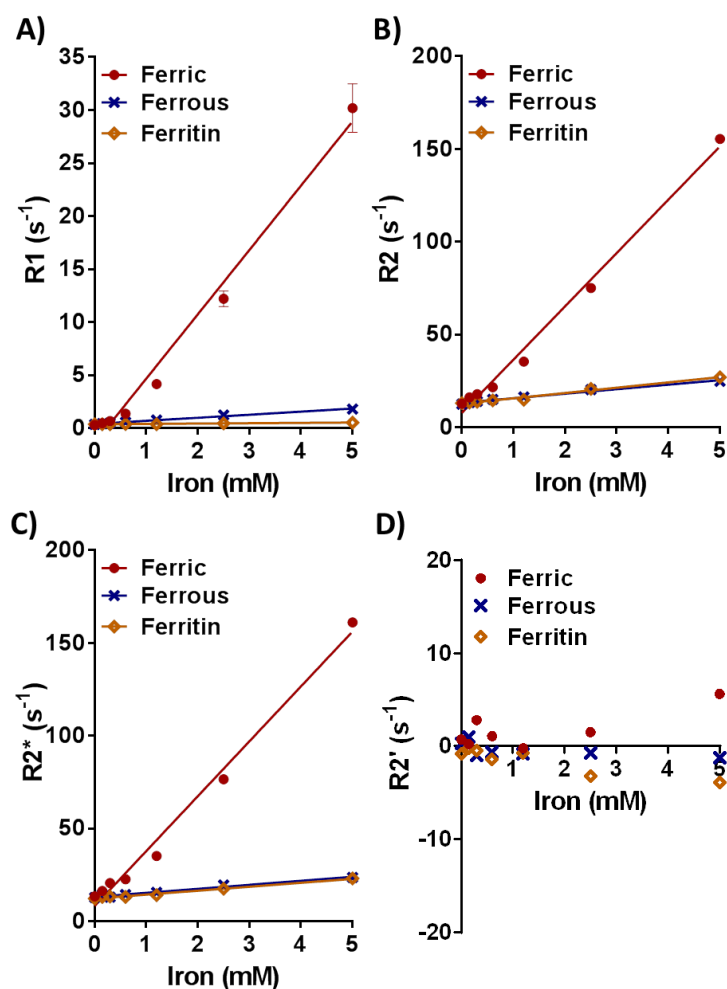 A)
35
30
25
20
15
10
5
0
R1 (s-1)
Ferric
Ferrous
Ferritin
0 1 2 3 4 5
Iron (mM)
B)
200
150
100
50
0
R2 (s-1)
Ferric
Ferrous
Ferritin
0 1 2 3 4 5
Iron (mM)
C)
200
150
100
50
0
R2* (s-1)
Ferric
Ferrous
Ferritin
0 1 2 3 4 5
Iron (mM)
D)
20
10
0
-10
-20
R2' (s-1)
Ferric
Ferrous
Ferritin
1 2 3 4 5
Iron (mM)